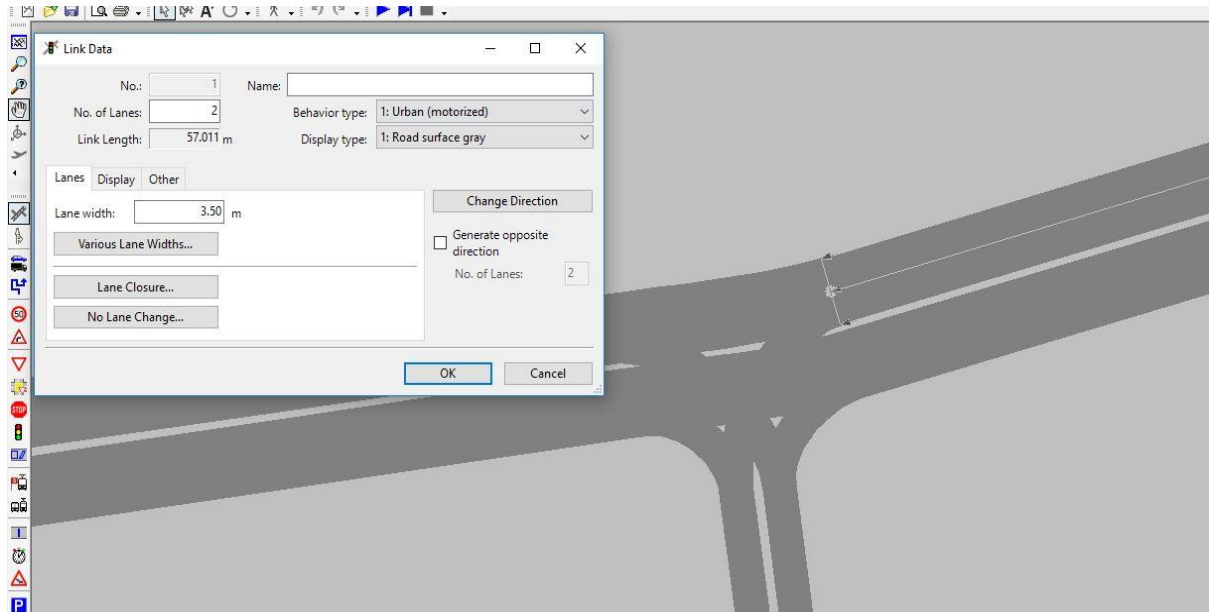 A
Link Data
No.: 1 Name:
No. of Lanes: 2 Behavior type: 1: Urban (motorized)
Link Length: 57.011 m Display type: 1: Road surface gray
Lanes Display Other
Lane width: 3.50 m
Change Direction
Various Lane Widths...
Generate opposite
direction
No. of Lanes: 2
Lane Closure...
No Lane Change...
OK Cancel
50
STOP
P